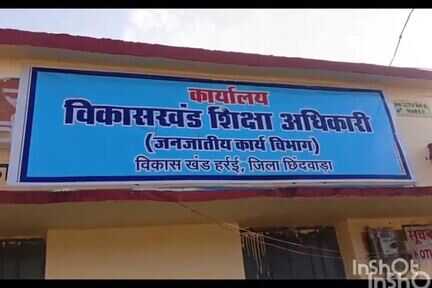 कार्यालय
विकासखंड शिक्षा अधिकारी
(जनजातीय कार्य विभाग)
विकास खंड हर्रई, जिला छिंदवाड़ा
InShOt